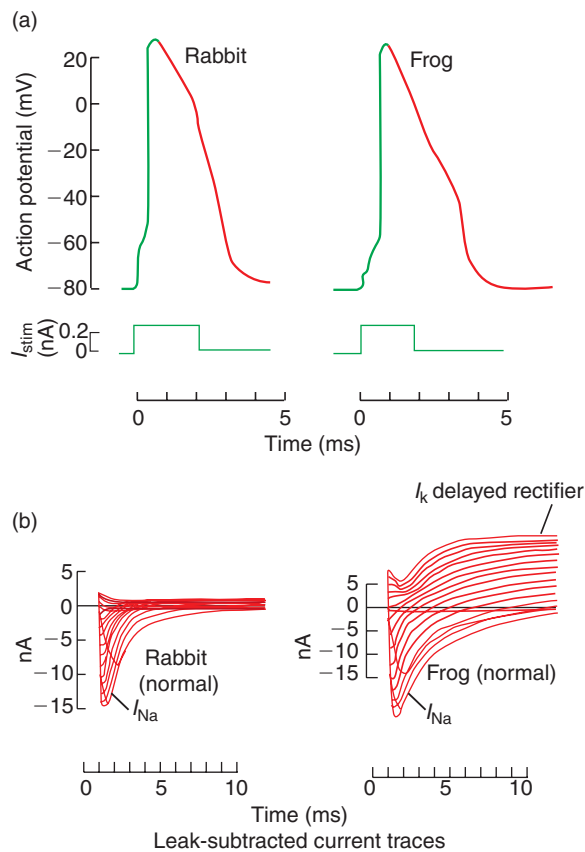 (a)
Rabbit
Frog
Action potential (mV)
20
0
−20
−40
−60
−80
I stim (nA)
0.2
0
0 5
0 5
Time (ms)
(b)
Ik delayed rectifier
nA
5
0
−5
−10
−15
Rabbit
(normal)
INa
nA
5
0
−5
−10
−15
Frog (normal)
INa
0 5 10
0 5 10
Time (ms)
Leak-subtracted current traces